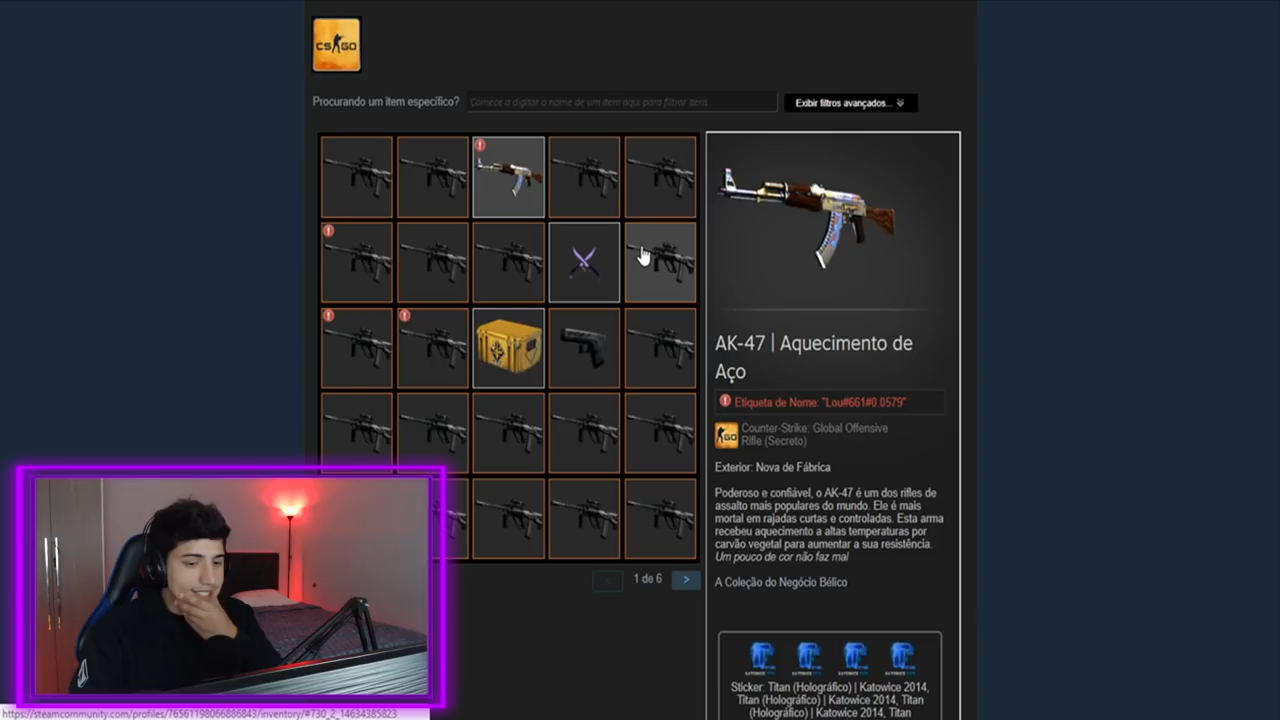 CS GO
Procurando um item específico?
Comece a digitar o nome de um item aqui para filtrar itens
Exibir filtros avançados...
AK-47 | Aquecimento de
Aço
Etiqueta de Nome: "Lou#661#0.0579"
GO
Counter-Strike: Global Offensive
Rifle (Secreto)
Exterior: Nova de Fábrica
Poderoso e confiável, o AK-47 é um dos rifles de
assalto mais populares do mundo. Ele é mais
mortal em rajadas curtas e controladas. Esta arma
recebeu aquecimento a altas temperaturas por
carvão vegetal para aumentar a sua resistência.
Um pouco de cor não faz mal
A Coleção do Negócio Bélico
< 1 de 6 >
Sticker: Titan (Holográfico) | Katowice 2014,
Titan (Holográfico) | Katowice 2014, Titan
(Holográfico) | Katowice 2014, Titan
https://steamcommunity.com/profiles/76561198066886843/inventory/#730_2_14634385823